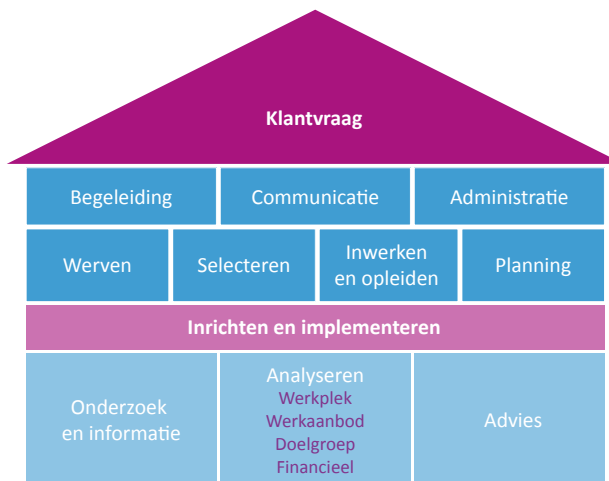 Klantvraag
Begeleiding
Communicatie
Administratie
Werven
Selecteren
Inwerken
en opleiden
Planning
Inrichten en implementeren
Onderzoek
en informatie
Analyseren
Werkplek
Werkaanbod
Doelgroep
Financieel
Advies